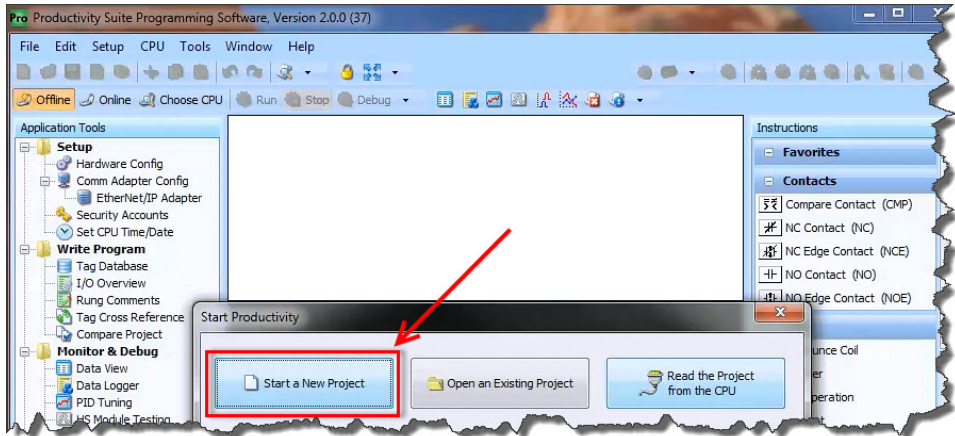 Pro Productivity Suite Programming Software, Version 2.0.0 (37)
File Edit Setup CPU Tools Window Help
Offline Online Choose CPU Run Stop Debug
Application Tools
Setup
Hardware Config
Comm Adapter Config
EtherNet/IP Adapter
Security Accounts
Set CPU Time/Date
Write Program
Tag Database
I/O Overview
Rung Comments
Tag Cross Reference
Compare Project
Monitor & Debug
Data View
Data Logger
PID Tuning
HS Module Testing
Start Productivity
Start a New Project
Open an Existing Project
Read the Project
from the CPU
Instructions
Favorites
Contacts
Compare Contact (CMP)
NC Contact (NC)
NC Edge Contact (NCE)
NO Contact (NO)
NO Edge Contact (NOE)
unce Coil
er
peration